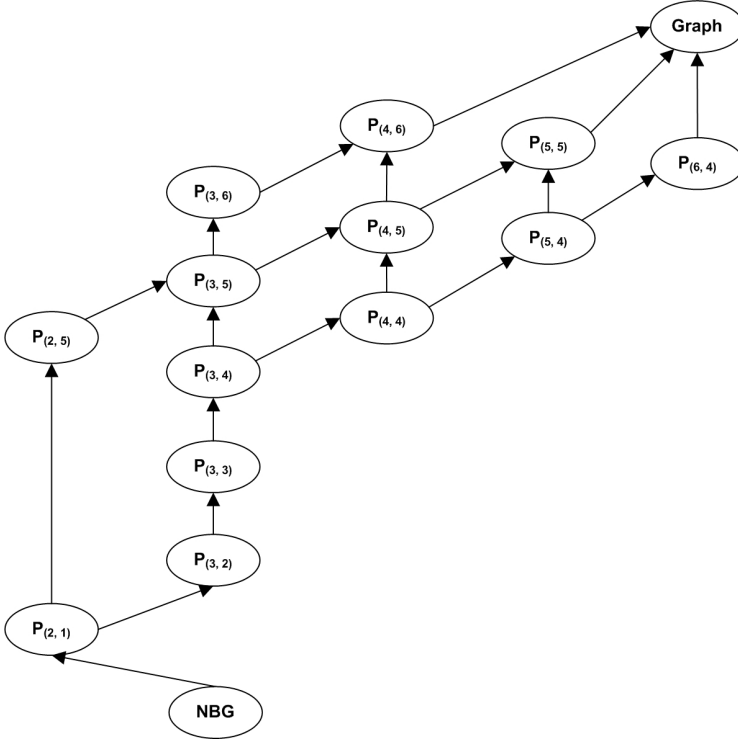 Graph
P(4, 6)
P(5, 5)
P(6, 4)
P(3, 6)
P(4, 5)
P(5, 4)
P(3, 5)
P(4, 4)
P(2, 5)
P(3, 4)
P(3, 3)
P(3, 2)
P(2, 1)
NBG